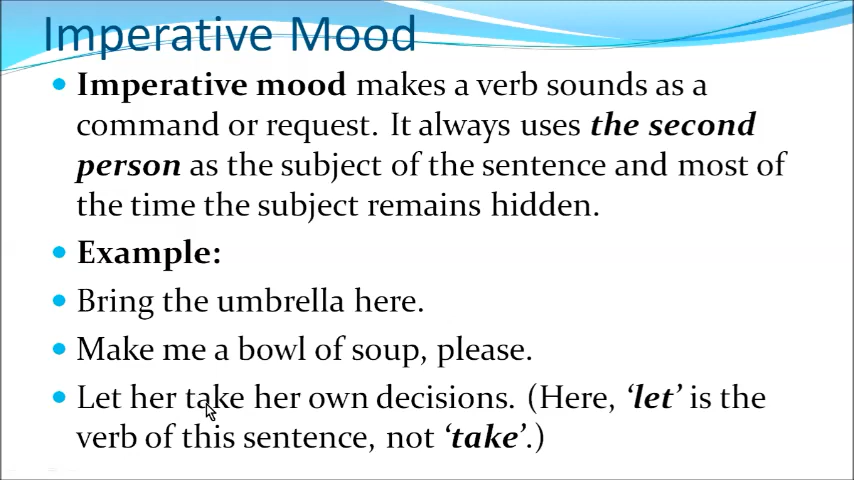 Imperative Mood
• Imperative mood makes a verb sounds as a
command or request. It always uses the second
person as the subject of the sentence and most of
the time the subject remains hidden.
• Example:
• Bring the umbrella here.
• Make me a bowl of soup, please.
• Let her take her own decisions. (Here, ‘let’ is the
verb of this sentence, not ‘take’.)